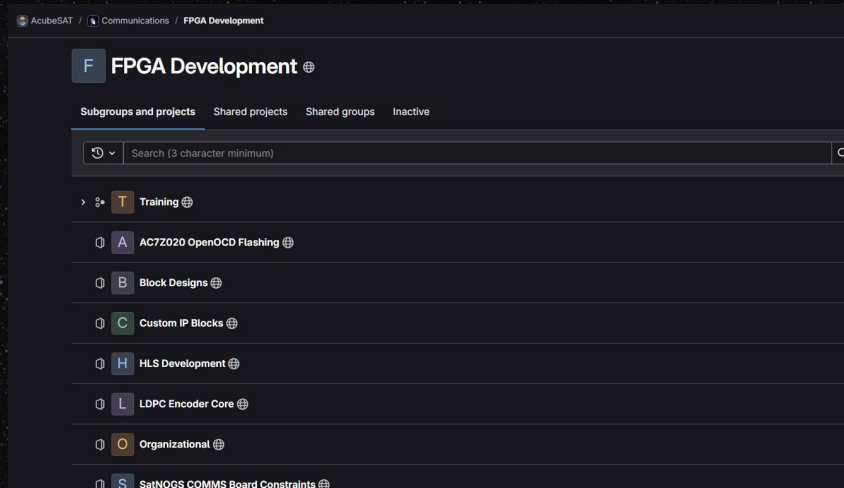 AcubeSAT / Communications / FPGA Development
F FPGA Development
Subgroups and projects Shared projects Shared groups Inactive
Search (3 character minimum)
T Training
A AC7Z020 OpenOCD Flashing
B Block Designs
C Custom IP Blocks
H HLS Development
L LDPC Encoder Core
O Organizational
S SatNOGS COMMS Board Constraints